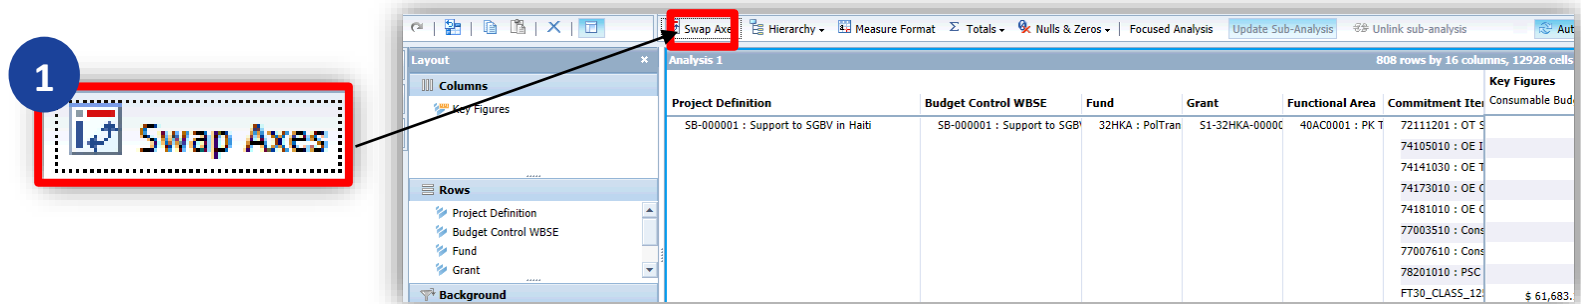 1
Swap Axes
Swap Axe
Hierarchy
Measure Format
Σ Totals
Nulls & Zeros
Focused Analysis
Update Sub-Analysis
Unlink sub-analysis
Aut
Layout
Columns
Key Figures
Rows
Project Definition
Budget Control WBSE
Fund
Grant
Background
Analysis 1
808 rows by 16 columns, 12928 cells
Key Figures
Project Definition Budget Control WBSE Fund Grant Functional Area Commitment Ite Consumable Bud
SB-000001 : Support to SGBV in Haiti SB-000001 : Support to SGBV 32HKA : PolTran S1-32HKA-00000 40AC0001 : PK T 72111201 : OT S
74105010 : OE I
74141030 : OE T
74173010 : OE C
74181010 : OE C
77003510 : Cons
77007610 : Cons
78201010 : PSC
FT30_CLASS_12 $ 61,683.